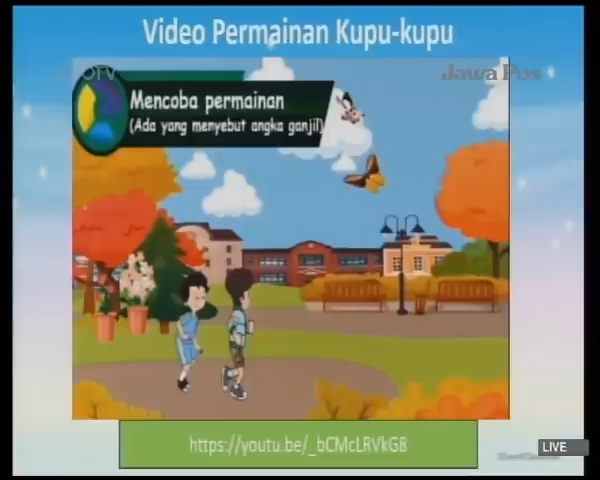 Video Permainan Kupu-kupu
Jawa Pos
Mencoba permainan
(Ada yang menyebut angka ganjil)
https://youtu.be/_bCMcLRVkG8
LIVE